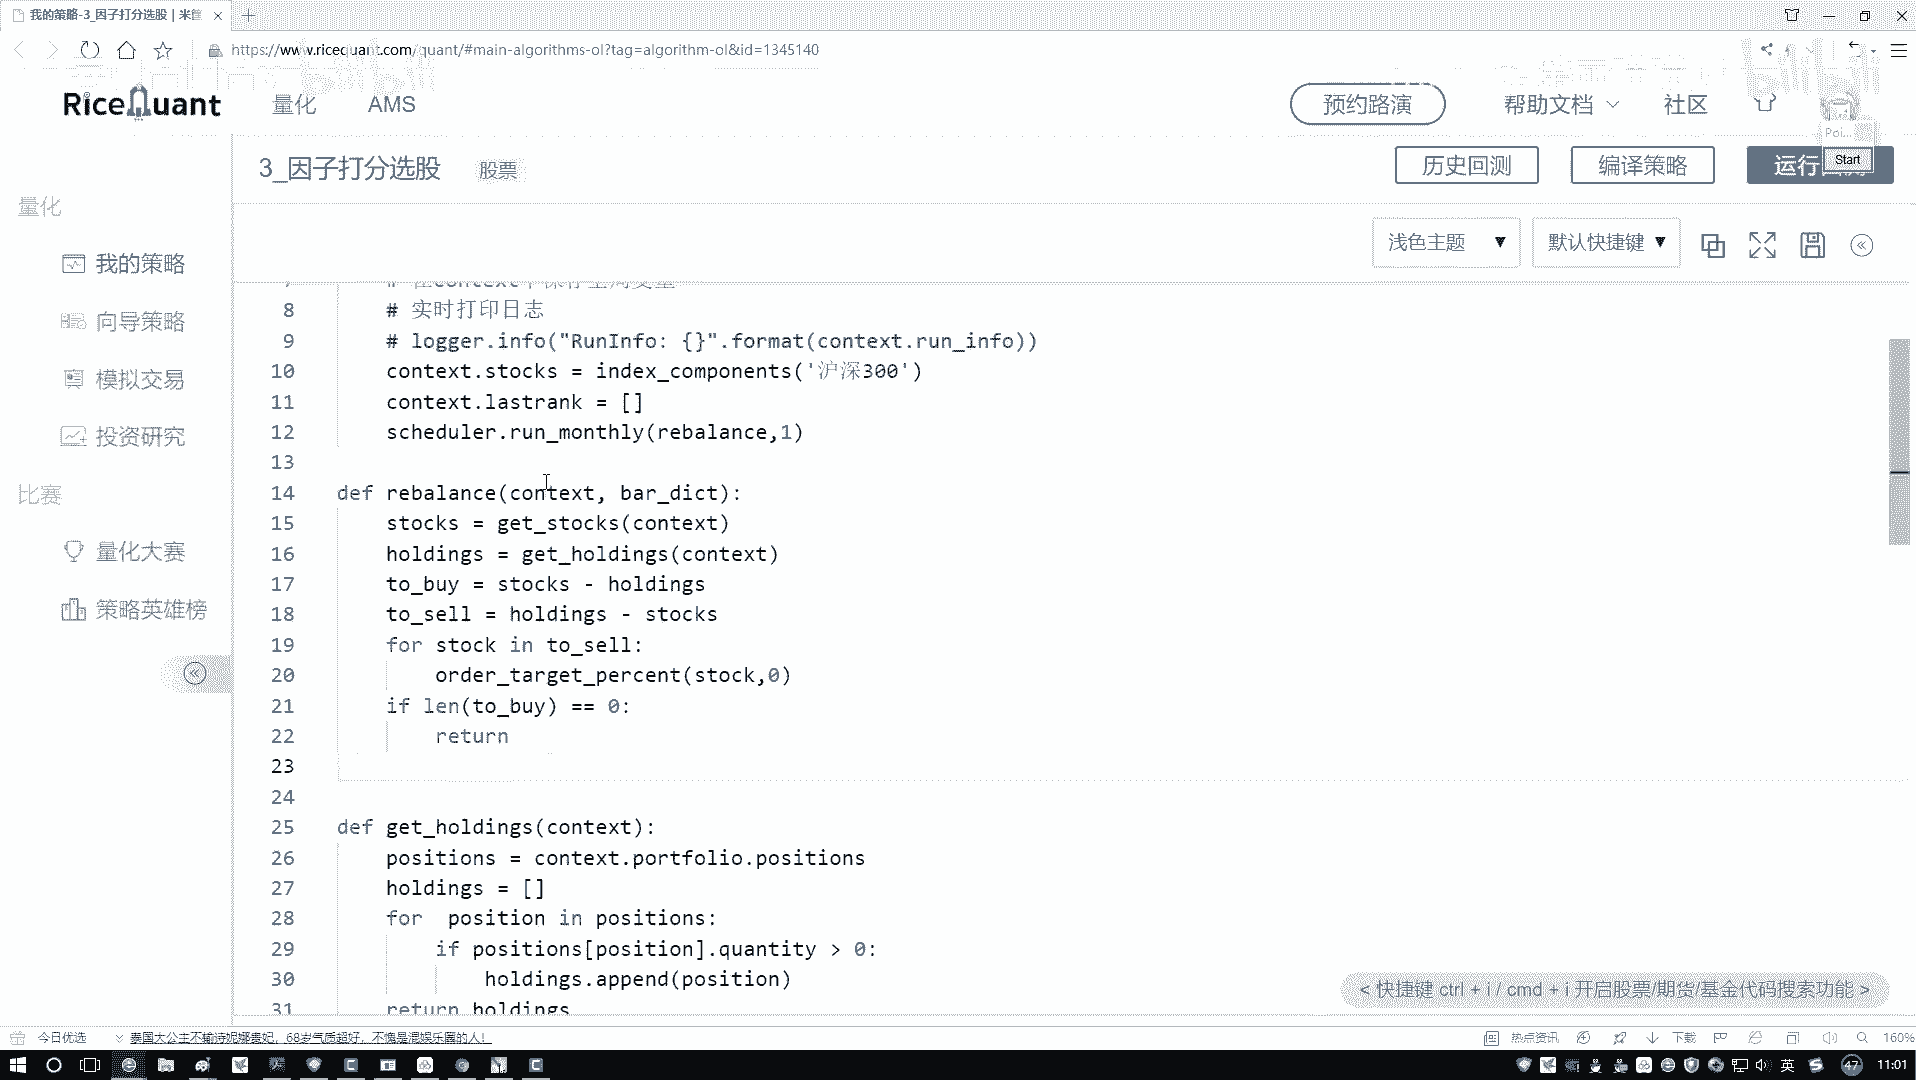 我的策略-3_因子打分选股 | 米筐
https://www.ricequant.com/quant/#main-algorithms-ol?tag=algorithm-ol&id=1345140
RiceQuant
量化
AMS
预约路演
帮助文档
社区
Poi...
3_因子打分选股
股票
历史回测
编译策略
运行
Start
量化
我的策略
向导策略
模拟交易
投资研究
比赛
量化大赛
策略英雄榜
浅色主题
默认快捷键
8 # 实时打印日志
9 # logger.info("RunInfo: {}".format(context.run_info))
10 context.stocks = index_components('沪深300')
11 context.lastrank = []
12 scheduler.run_monthly(rebalance,1)
13
14 def rebalance(context, bar_dict):
15 stocks = get_stocks(context)
16 holdings = get_holdings(context)
17 to_buy = stocks - holdings
18 to_sell = holdings - stocks
19 for stock in to_sell:
20 order_target_percent(stock,0)
21 if len(to_buy) == 0:
22 return
23
24
25 def get_holdings(context):
26 positions = context.portfolio.positions
27 holdings = []
28 for  position in positions:
29 if positions[position].quantity > 0:
30 holdings.append(position)
31 return holdings
< 快捷键 ctrl + i / cmd + i 开启股票/期货/基金代码搜索功能 >
今日优选
泰国大公主不输诗妮娜贵妃，68岁气质超好，不愧是混娱乐圈的人！
热点资讯
下载
160%
英
47
11:01